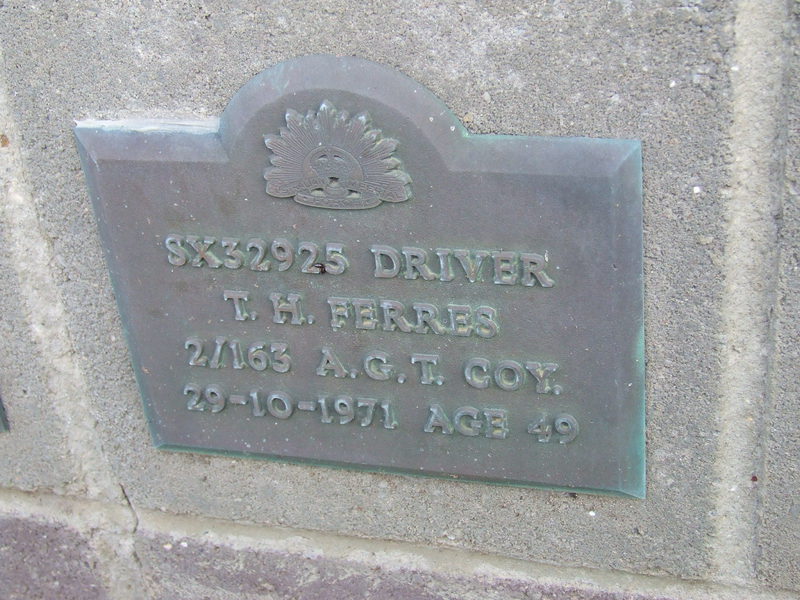 SX32925 DRIVER
T. H. FERRES
2/163 A.G.T. COY.
29-10-1971 AGE 49